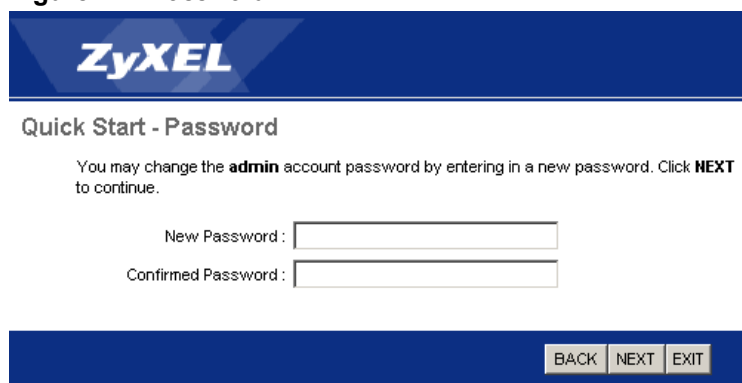 ZyXEL
Quick Start - Password
You may change the admin account password by entering in a new password. Click NEXT
to continue.
New Password :
Confirmed Password :
BACK NEXT EXIT